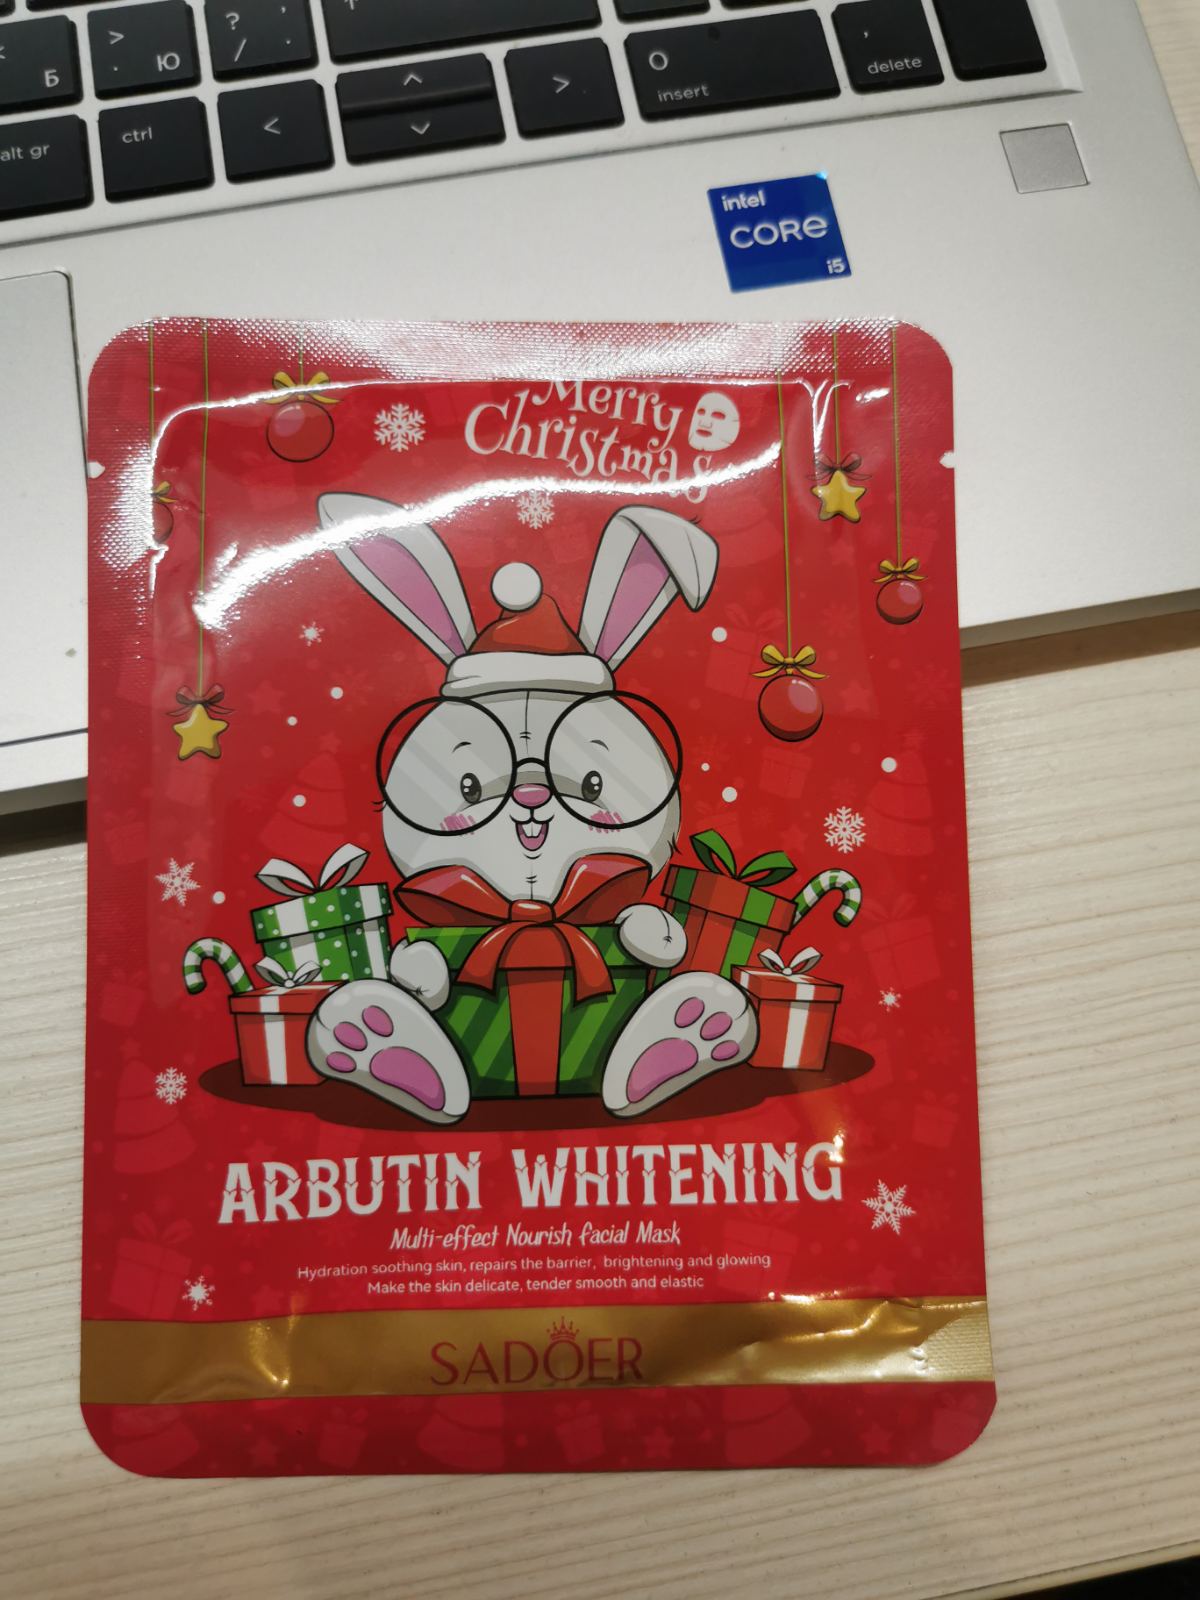 Б
> . Ю
? / , .
alt gr
ctrl
<
>
0
insert
,
delete
intel
CORE
i5
Merry
Christmas
ARBUTIN WHITENING
Multi-effect Nourish facial Mask
Hydration soothing skin, repairs the barrier, brightening and glowing
Make the skin delicate, tender smooth and elastic
SADOER